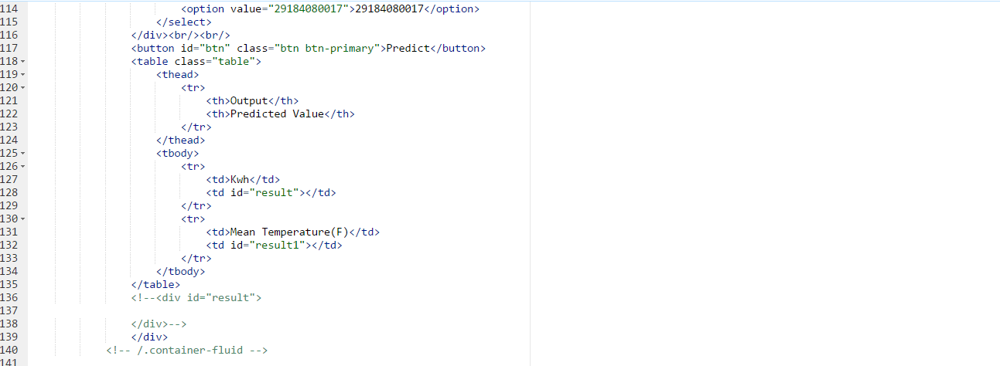 114 <option value="29184080017">29184080017</option>
115 </select>
116 </div><br/><br/>
117 <button id="btn" class="btn btn-primary">Predict</button>
118 <table class="table">
119 <thead>
120 <tr>
121 <th>Output</th>
122 <th>Predicted Value</th>
123 </tr>
124 </thead>
125 <tbody>
126 <tr>
127 <td>Kwh</td>
128 <td id="result"></td>
129 </tr>
130 <tr>
131 <td>Mean Temperature(F)</td>
132 <td id="result1"></td>
133 </tr>
134 </tbody>
135 </table>
136 <!--<div id="result">
137
138 </div>-->
139 </div>
140 <!-- /.container-fluid -->
141